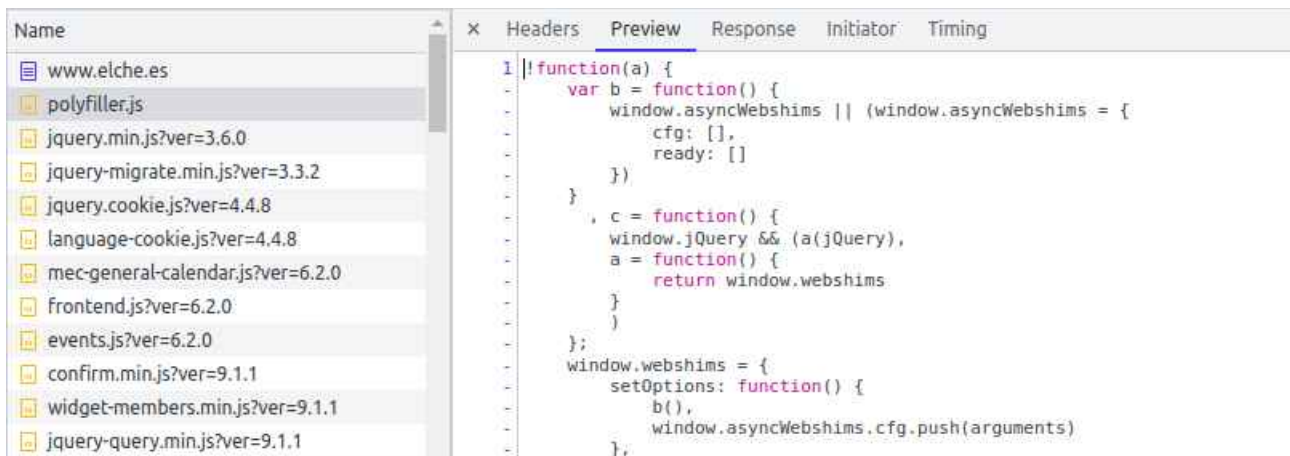 Name
www.elche.es
polyfiller.js
jquery.min.js?ver=3.6.0
jquery-migrate.min.js?ver=3.3.2
jquery.cookie.js?ver=4.4.8
language-cookie.js?ver=4.4.8
mec-general-calendar.js?ver=6.2.0
frontend.js?ver=6.2.0
events.js?ver=6.2.0
confirm.min.js?ver=9.1.1
widget-members.min.js?ver=9.1.1
jquery-query.min.js?ver=9.1.1
× Headers Preview Response Initiator Timing
1 !function(a) {
- var b = function() {
- window.asyncWebshims || (window.asyncWebshims = {
- cfg: [],
- ready: []
- })
- }
- , c = function() {
- window.jQuery && (a(jQuery),
- a = function() {
- return window.webshims
- }
- )
- };
- window.webshims = {
- setOptions: function() {
- b(),
- window.asyncWebshims.cfg.push(arguments)
- },